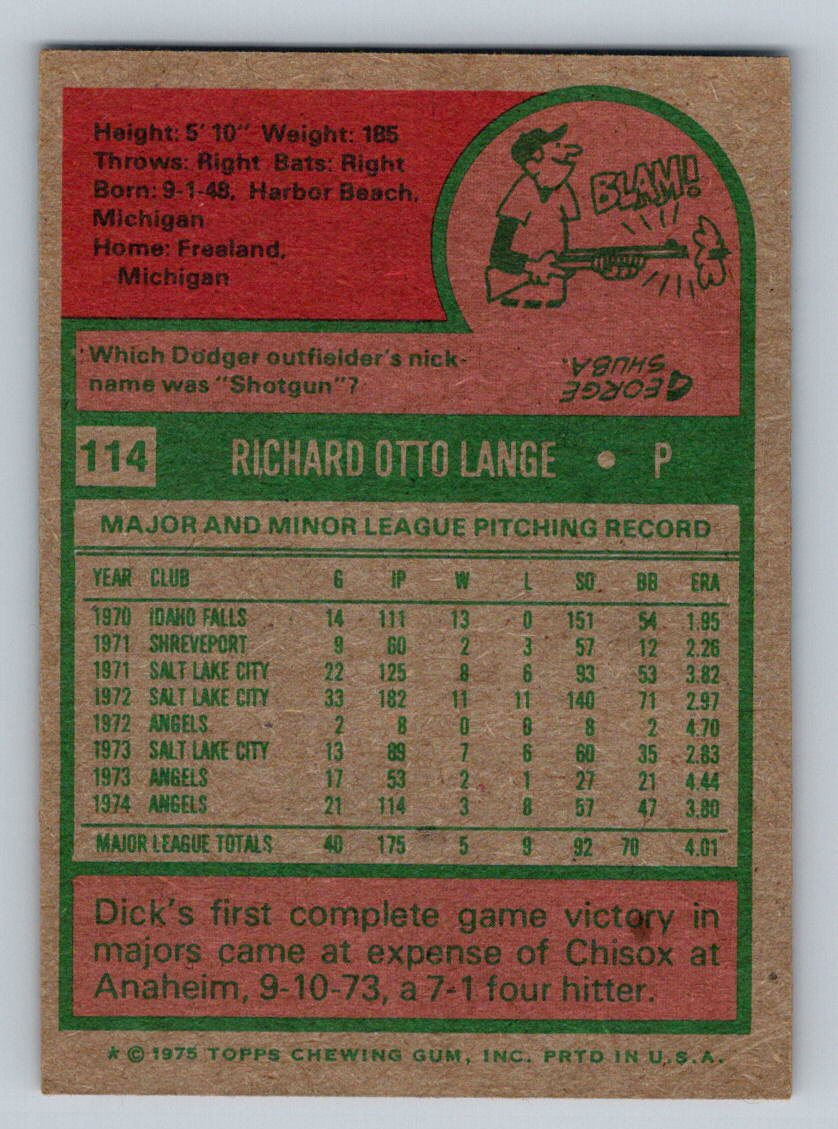 Height: 5' 10" Weight: 185
Throws: Right Bats: Right
Born: 9-1-48, Harbor Beach,
Michigan
Home: Freeland,
Michigan
BLAM!
Which Dodger outfielder's nick-
name was "Shotgun"?
GEORGE
SHUBA.
114 RICHARD OTTO LANGE • P
MAJOR AND MINOR LEAGUE PITCHING RECORD
YEAR CLUB G IP W L SO BB ERA
1970 IDAHO FALLS 14 111 13 0 151 54 1.95
1971 SHREVEPORT 9 60 2 3 57 12 2.26
1971 SALT LAKE CITY 22 125 8 6 93 53 3.82
1972 SALT LAKE CITY 33 182 11 11 140 71 2.97
1972 ANGELS 2 8 0 0 8 2 4.70
1973 SALT LAKE CITY 13 89 7 6 60 35 2.83
1973 ANGELS 17 53 2 1 27 21 4.44
1974 ANGELS 21 114 3 8 57 47 3.80
MAJOR LEAGUE TOTALS 40 175 5 9 92 70 4.01
Dick's first complete game victory in
majors came at expense of Chisox at
Anaheim, 9-10-73, a 7-1 four hitter.
* © 1975 TOPPS CHEWING GUM, INC. PRTD IN U.S.A.